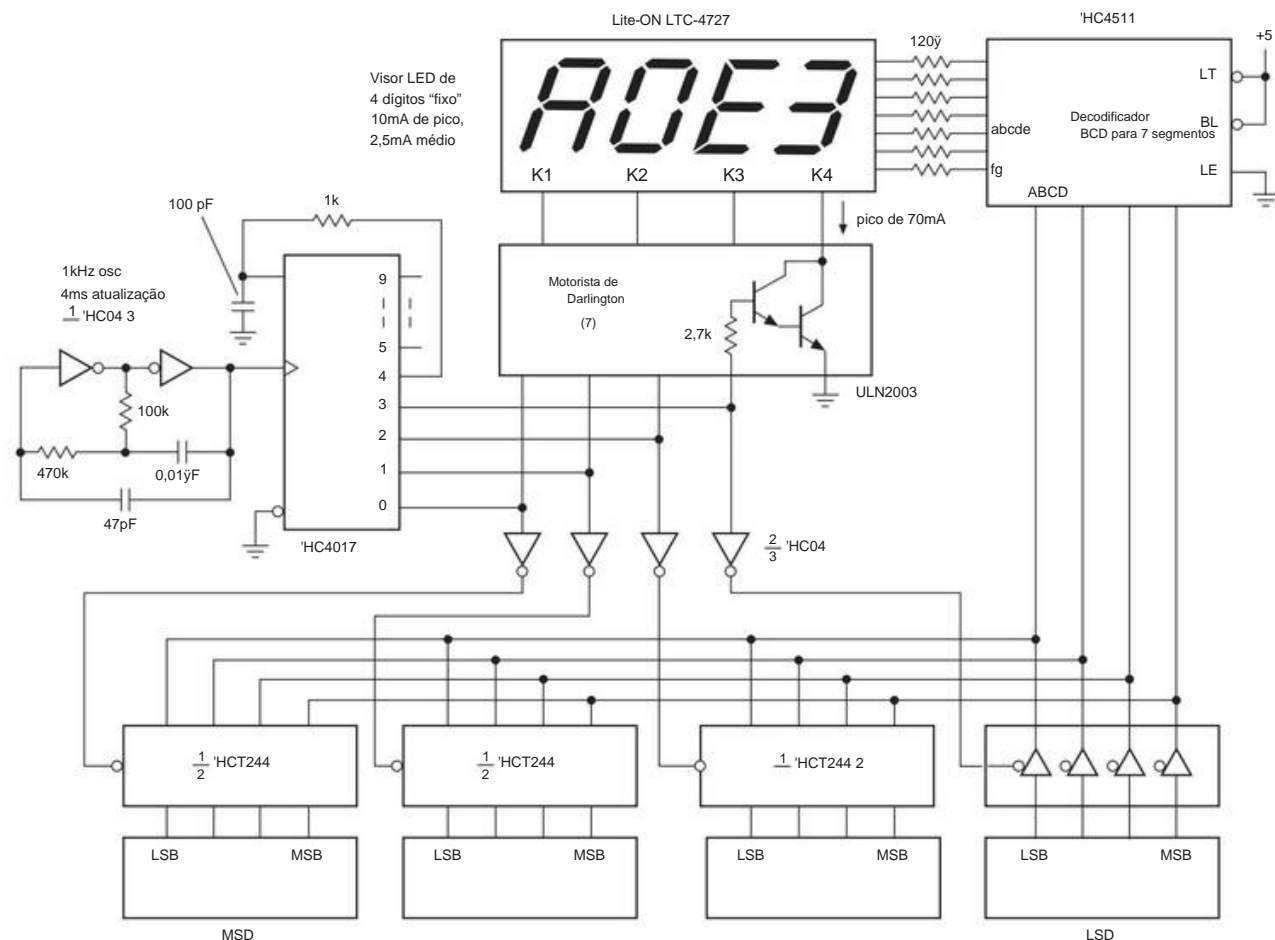 Lite-ON LTC-4727
'HC4511
+5
120ÿ
Visor LED de
4 dígitos “fixo”
10mA de pico,
2,5mA médio
AOE3
K1 K2 K3 K4
abcde
fg
Decodificador
BCD para 7 segmentos
LT
BL
LE
ABCD
pico de 70mA
100 pF
1k
1kHz osc
4ms atualização
1 'HC04 3
9
5
4
3
2
1
0
Motorista de
Darlington
(7)
2,7k
ULN2003
100k
470k
0,01ÿF
47pF
'HC4017
2/3 'HC04
1/2 'HCT244
1/2 'HCT244
1 'HCT244 2
LSB MSB
LSB MSB
LSB MSB
LSB MSB
MSD
LSD